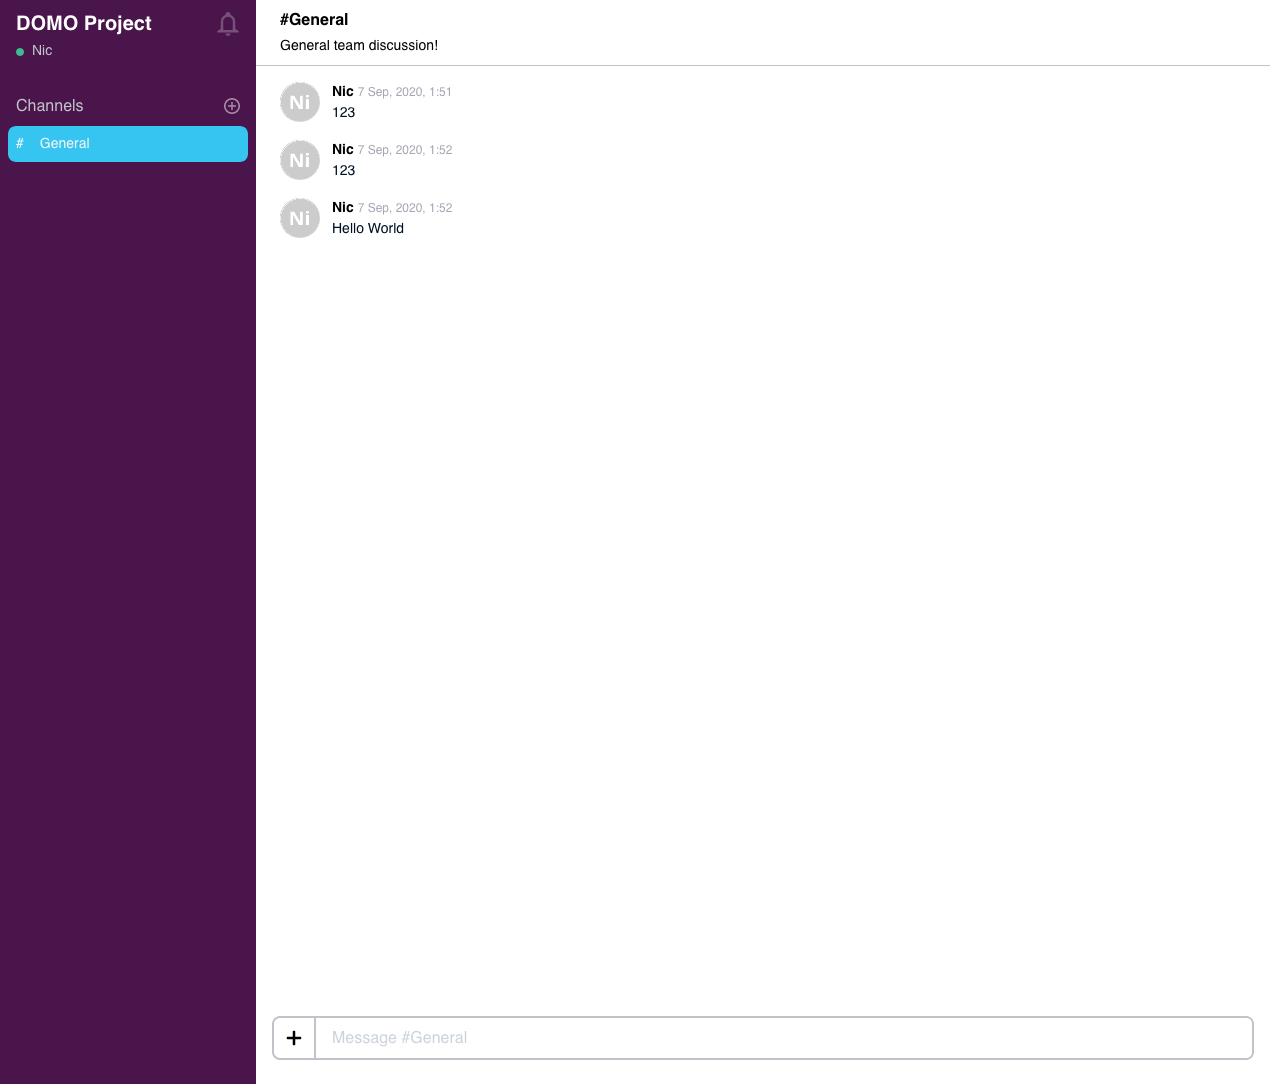 DOMO Project
Nic
Channels
# General
#General
General team discussion!
Ni
Nic 7 Sep, 2020, 1:51
123
Ni
Nic 7 Sep, 2020, 1:52
123
Ni
Nic 7 Sep, 2020, 1:52
Hello World
Message #General